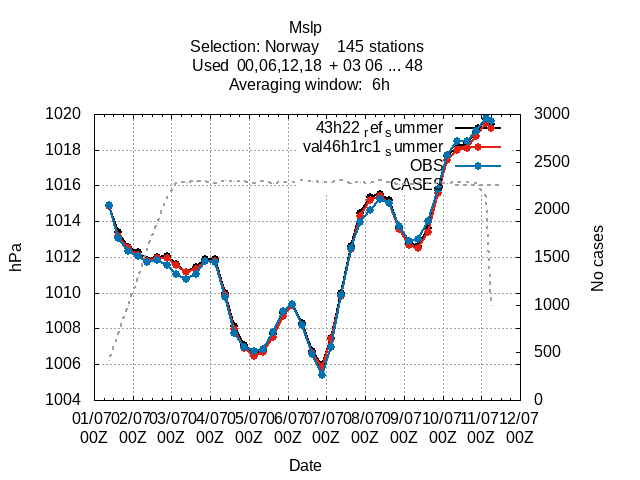 Mslp
Selection: Norway 145 stations
Used 00,06,12,18 + 03 06 ... 48
Averaging window: 6h
43h22ref_summer
val46h1rc1_summer
OBS
CASES
hPa
1020
1018
1016
1014
1012
1010
1008
1006
1004
3000
2500
2000
1500
1000
500
0
No cases
01/07 02/07 03/07 04/07 05/07 06/07 07/07 08/07 09/07 10/07 11/07 12/07
00Z 00Z 00Z 00Z 00Z 00Z 00Z 00Z 00Z 00Z 00Z 00Z
Date